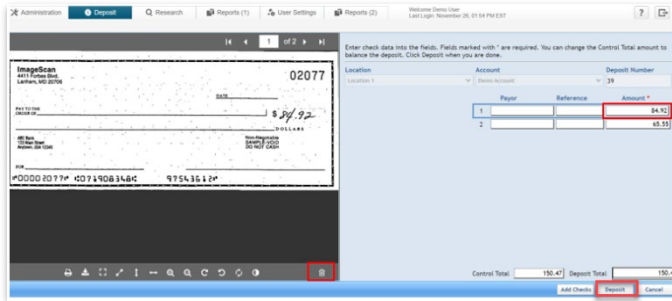 Administration Deposit Research Reports (1) User Settings Reports (2) Welcome Demo User
Last Login: November 26, 01:54 PM EST
?
1 of 2
Enter check data into the fields. Fields marked with * are required. You can change the Control Total amount to
balance the deposit. Click Deposit when you are done.
Location Account Deposit Number
Location A Demo Account 39
Payor Reference Amount *
1 84.92
2 65.55
ImageScan
4411 Forbes Blvd.
Lanham, MD 20706
02077
DATE
PAY TO THE
ORDER OF
$ 84.92
DOLLARS
ABC Bank
123 Main Street
Anytown, USA 12345
Non-Negotiable
SAMPLE-VOID
DO NOT CASH
FOR
⑈00002077⑈ ⑆071908348⑆ 9754361⑈
Control Total 150.47 Deposit Total 150.4
Add Checks Deposit Cancel